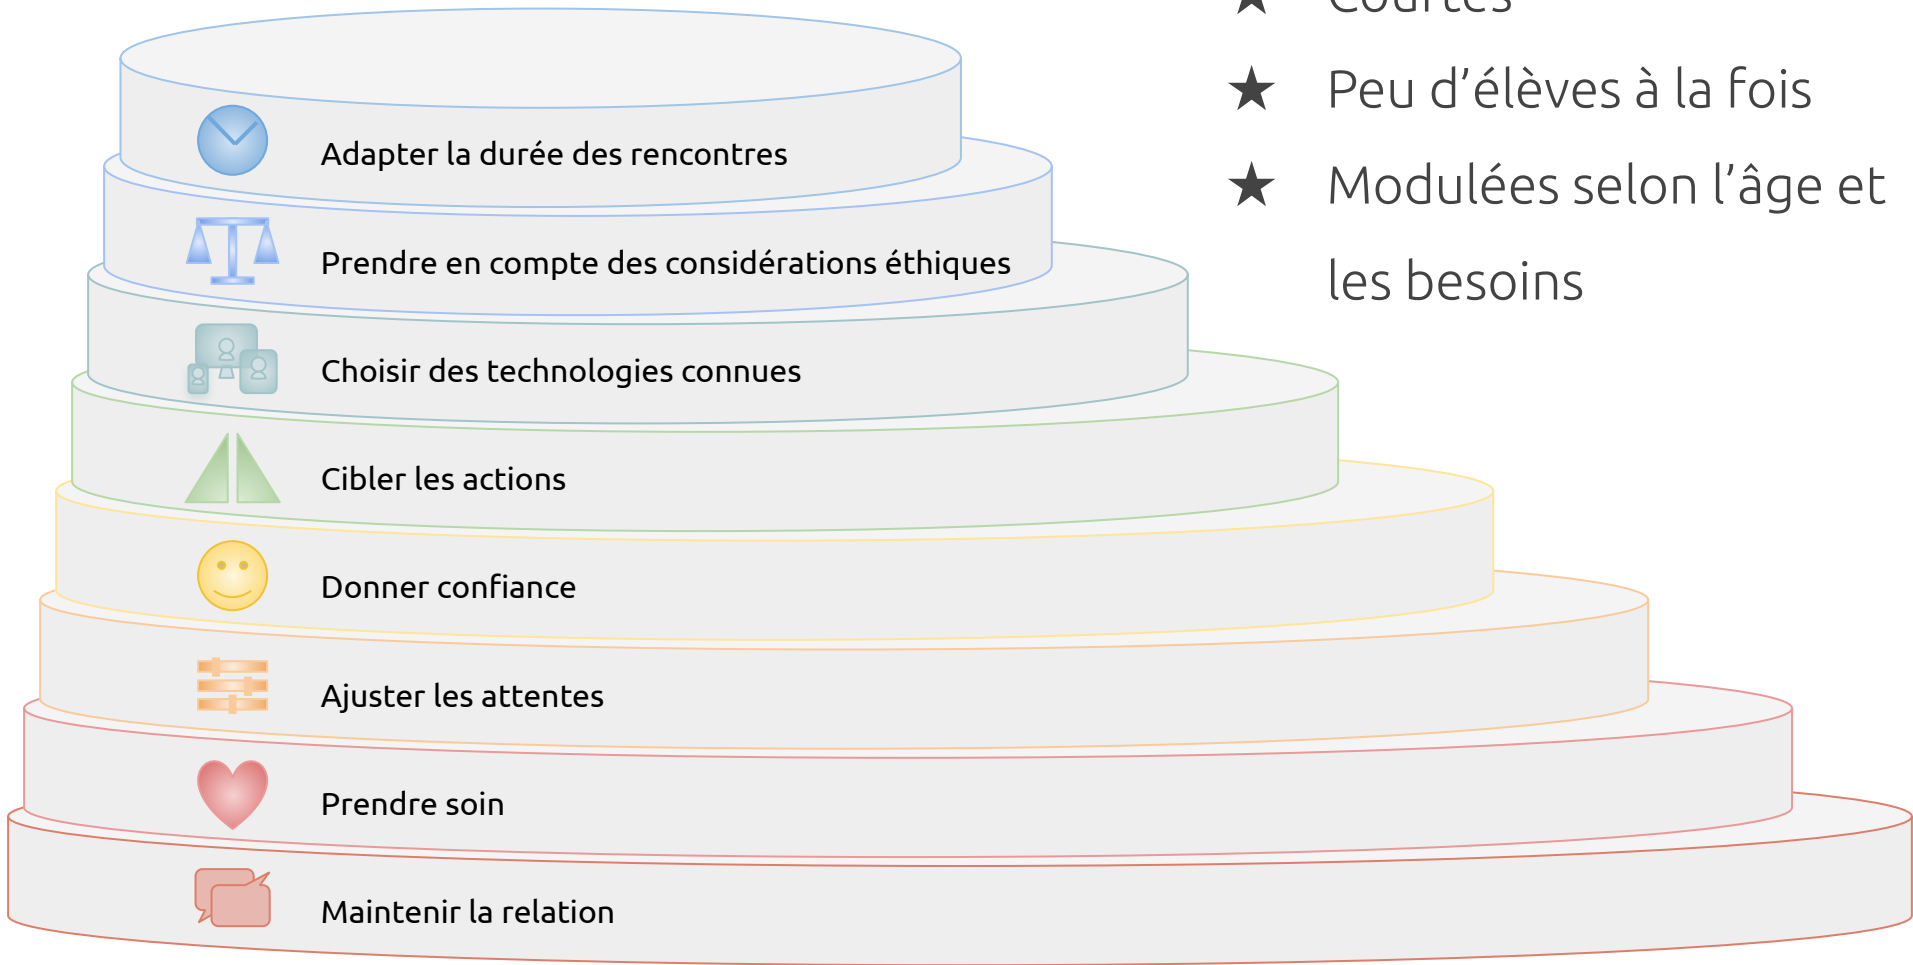 ★ Courtes
★ Peu d’élèves à la fois
★ Modulées selon l’âge et
les besoins
Adapter la durée des rencontres
Prendre en compte des considérations éthiques
Choisir des technologies connues
Cibler les actions
Donner confiance
Ajuster les attentes
Prendre soin
Maintenir la relation